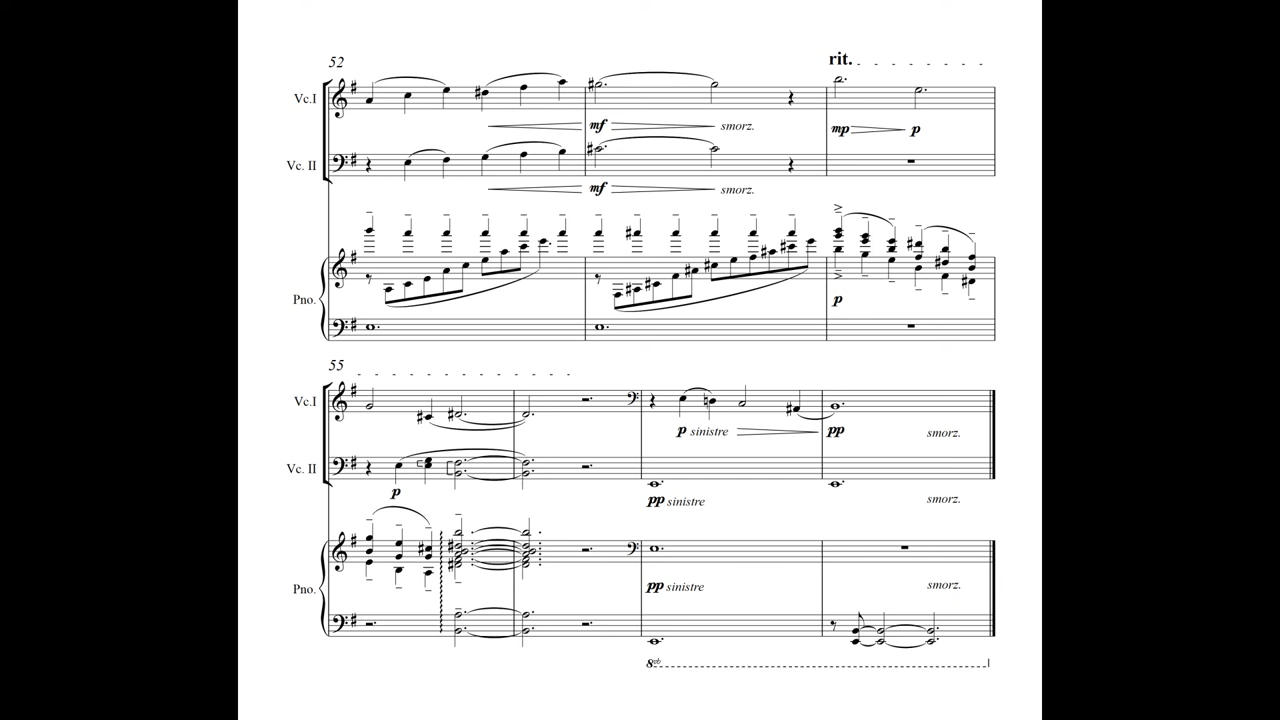 52
rit.
Vc.I
mf
smorz.
mp
p
Vc. II
mf
smorz.
Pno.
p
55
Vc.I
p sinistre
pp
smorz.
Vc. II
p
pp sinistre
smorz.
Pno.
pp sinistre
smorz.
8vb